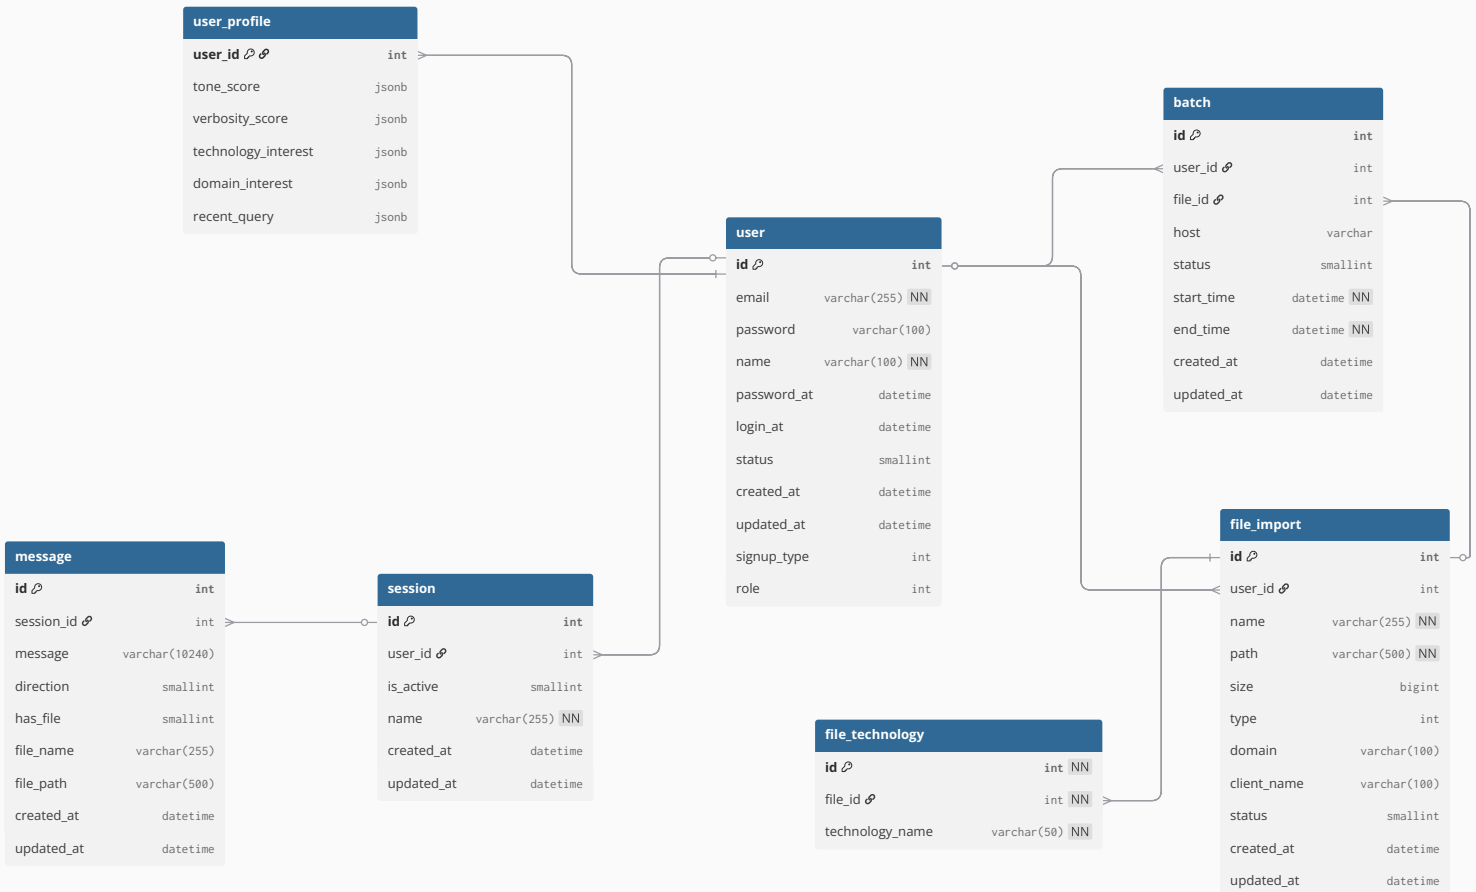 user_profile
user_id int
tone_score jsonb
verbosity_score jsonb
technology_interest jsonb
domain_interest jsonb
recent_query jsonb
batch
id int
user_id int
file_id int
host varchar
status smallint
start_time datetime NN
end_time datetime NN
created_at datetime
updated_at datetime
user
id int
email varchar(255) NN
password varchar(100)
name varchar(100) NN
password_at datetime
login_at datetime
status smallint
created_at datetime
updated_at datetime
signup_type int
role int
message
id int
session_id int
message varchar(10240)
direction smallint
has_file smallint
file_name varchar(255)
file_path varchar(500)
created_at datetime
updated_at datetime
session
id int
user_id int
is_active smallint
name varchar(255) NN
created_at datetime
updated_at datetime
file_technology
id int NN
file_id int NN
technology_name varchar(50) NN
file_import
id int
user_id int
name varchar(255) NN
path varchar(500) NN
size bigint
type int
domain varchar(100)
client_name varchar(100)
status smallint
created_at datetime
updated_at datetime